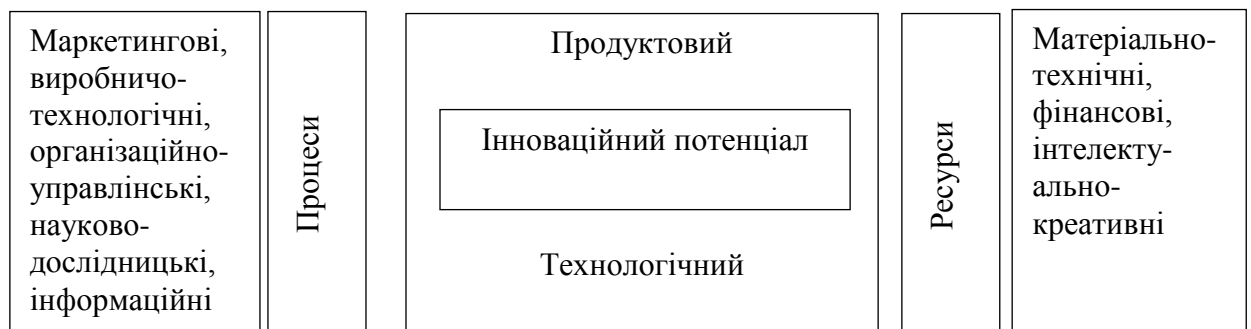 Маркетингові,
виробничо-
технологічні,
організаційно-
управлінські,
науково-
дослідницькі,
інформаційні
Процеси
Продуктовий
Інноваційний потенціал
Технологічний
Ресурси
Матеріально-
технічні,
фінансові,
інтелекту-
ально-
креативні